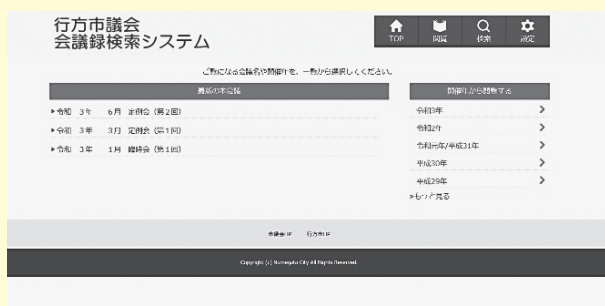 行方市議会
会議録検索システム
TOP
閲覧
検索
設定
ご覧になる会議名や開催年を、一覧から選択してください。
最新の本会議
▶令和 3年 6月 定例会（第2回）
▶令和 3年 3月 定例会（第1回）
▶令和 3年 1月 臨時会（第1回）
開催年から閲覧する
令和3年
令和2年
令和元年/平成31年
平成30年
平成29年
»もっと見る
市議会HP 行方市HP
Copyright (c) Namegata City All Rights Reserved.